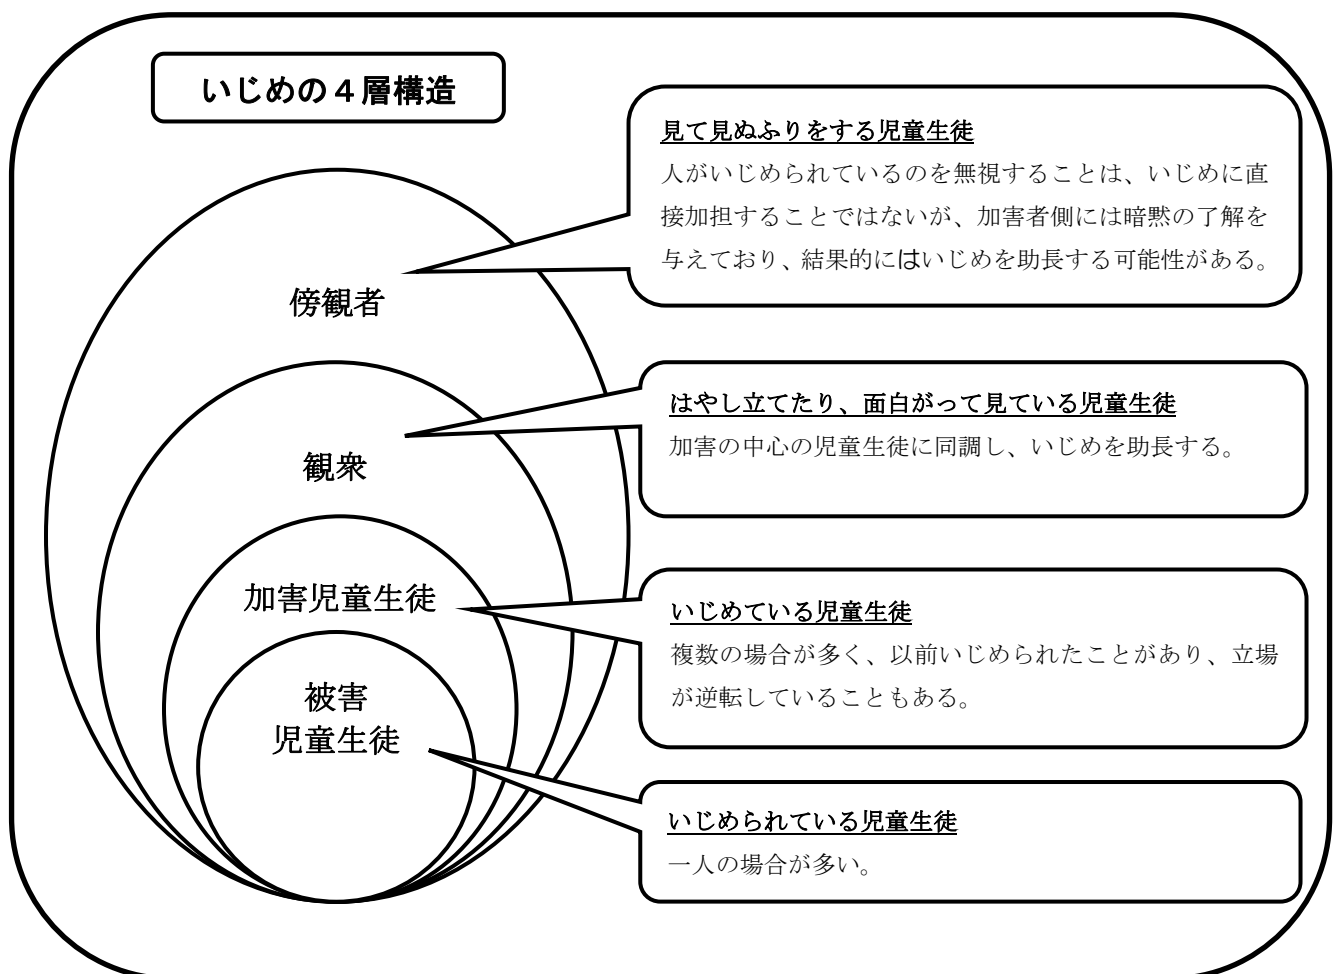 いじめの４層構造
見て見ぬふりをする児童生徒
人がいじめられているのを無視することは、いじめに直
接加担することではないが、加害者側には暗黙の了解を
与えており、結果的にはいじめを助長する可能性がある。
傍観者
はやし立てたり、面白がって見ている児童生徒
加害の中心の児童生徒に同調し、いじめを助長する。
観衆
いじめている児童生徒
複数の場合が多く、以前いじめられたことがあり、立場
が逆転していることもある。
加害児童生徒
被害
児童生徒
いじめられている児童生徒
一人の場合が多い。